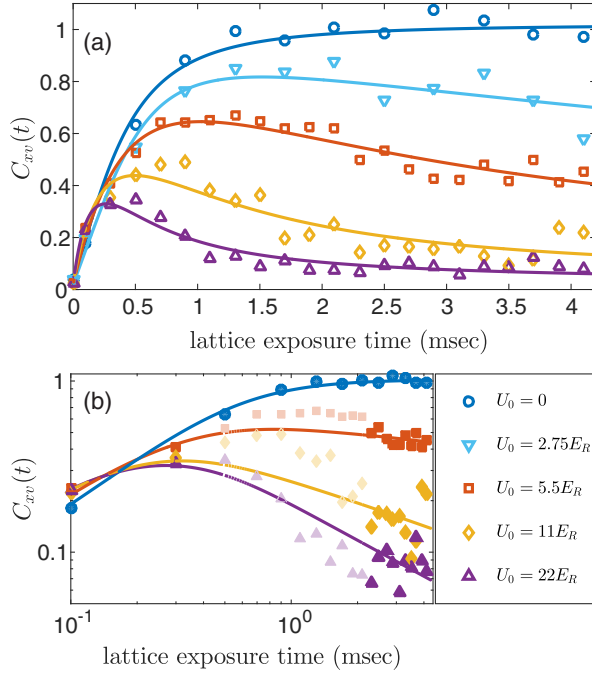 (a)
1
0.8
0.6
0.4
0.2
0
C_{xv}(t)
0 0.5 1 1.5 2 2.5 3 3.5 4
lattice exposure time (msec)
(b)
1
0.1
C_{xv}(t)
10^{-1} 10^{0}
lattice exposure time (msec)
U_0 = 0
U_0 = 2.75E_R
U_0 = 5.5E_R
U_0 = 11E_R
U_0 = 22E_R